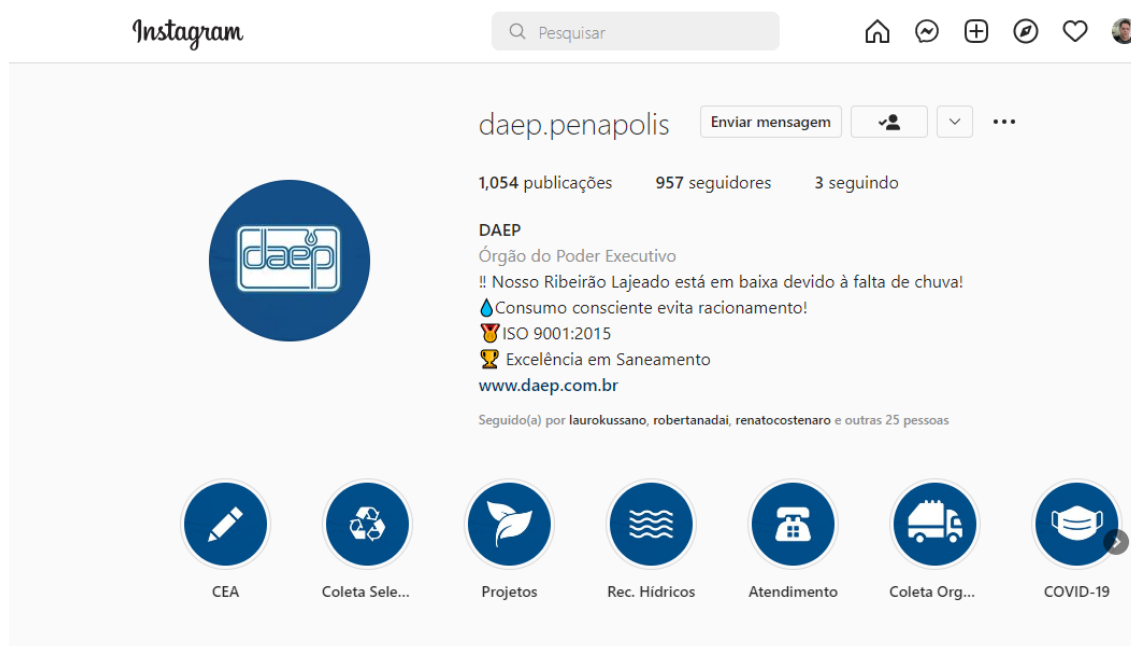 Instagram
Pesquisar
daep.penapolis Enviar mensagem
1,054 publicações 957 seguidores 3 seguindo
daep
DAEP
Órgão do Poder Executivo
!! Nosso Ribeirão Lajeado está em baixa devido à falta de chuva!
💧Consumo consciente evita racionamento!
🏅ISO 9001:2015
🏆 Excelência em Saneamento
www.daep.com.br
Seguido(a) por laurokussano, robertanadai, renatocostenaro e outras 25 pessoas
CEA Coleta Sele... Projetos Rec. Hídricos Atendimento Coleta Org... COVID-19